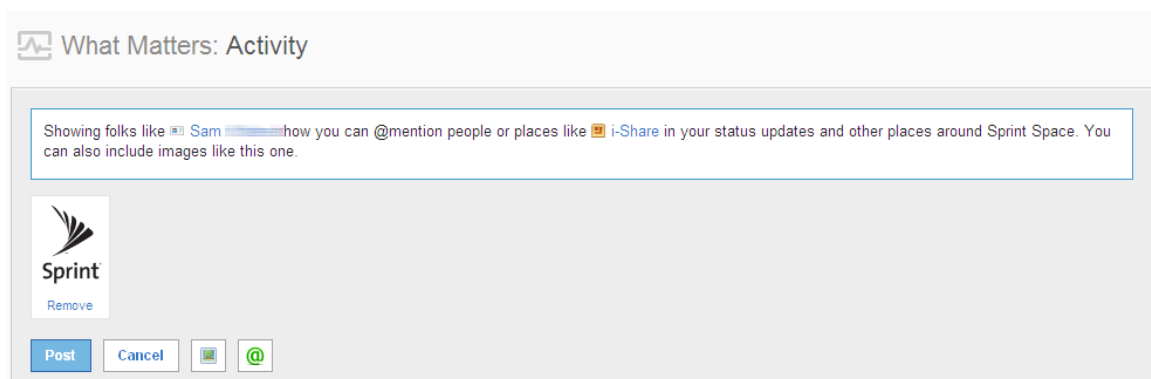 What Matters: Activity
Showing folks like Sam how you can @mention people or places like i-Share in your status updates and other places around Sprint Space. You
can also include images like this one.
Sprint
Remove
Post Cancel @